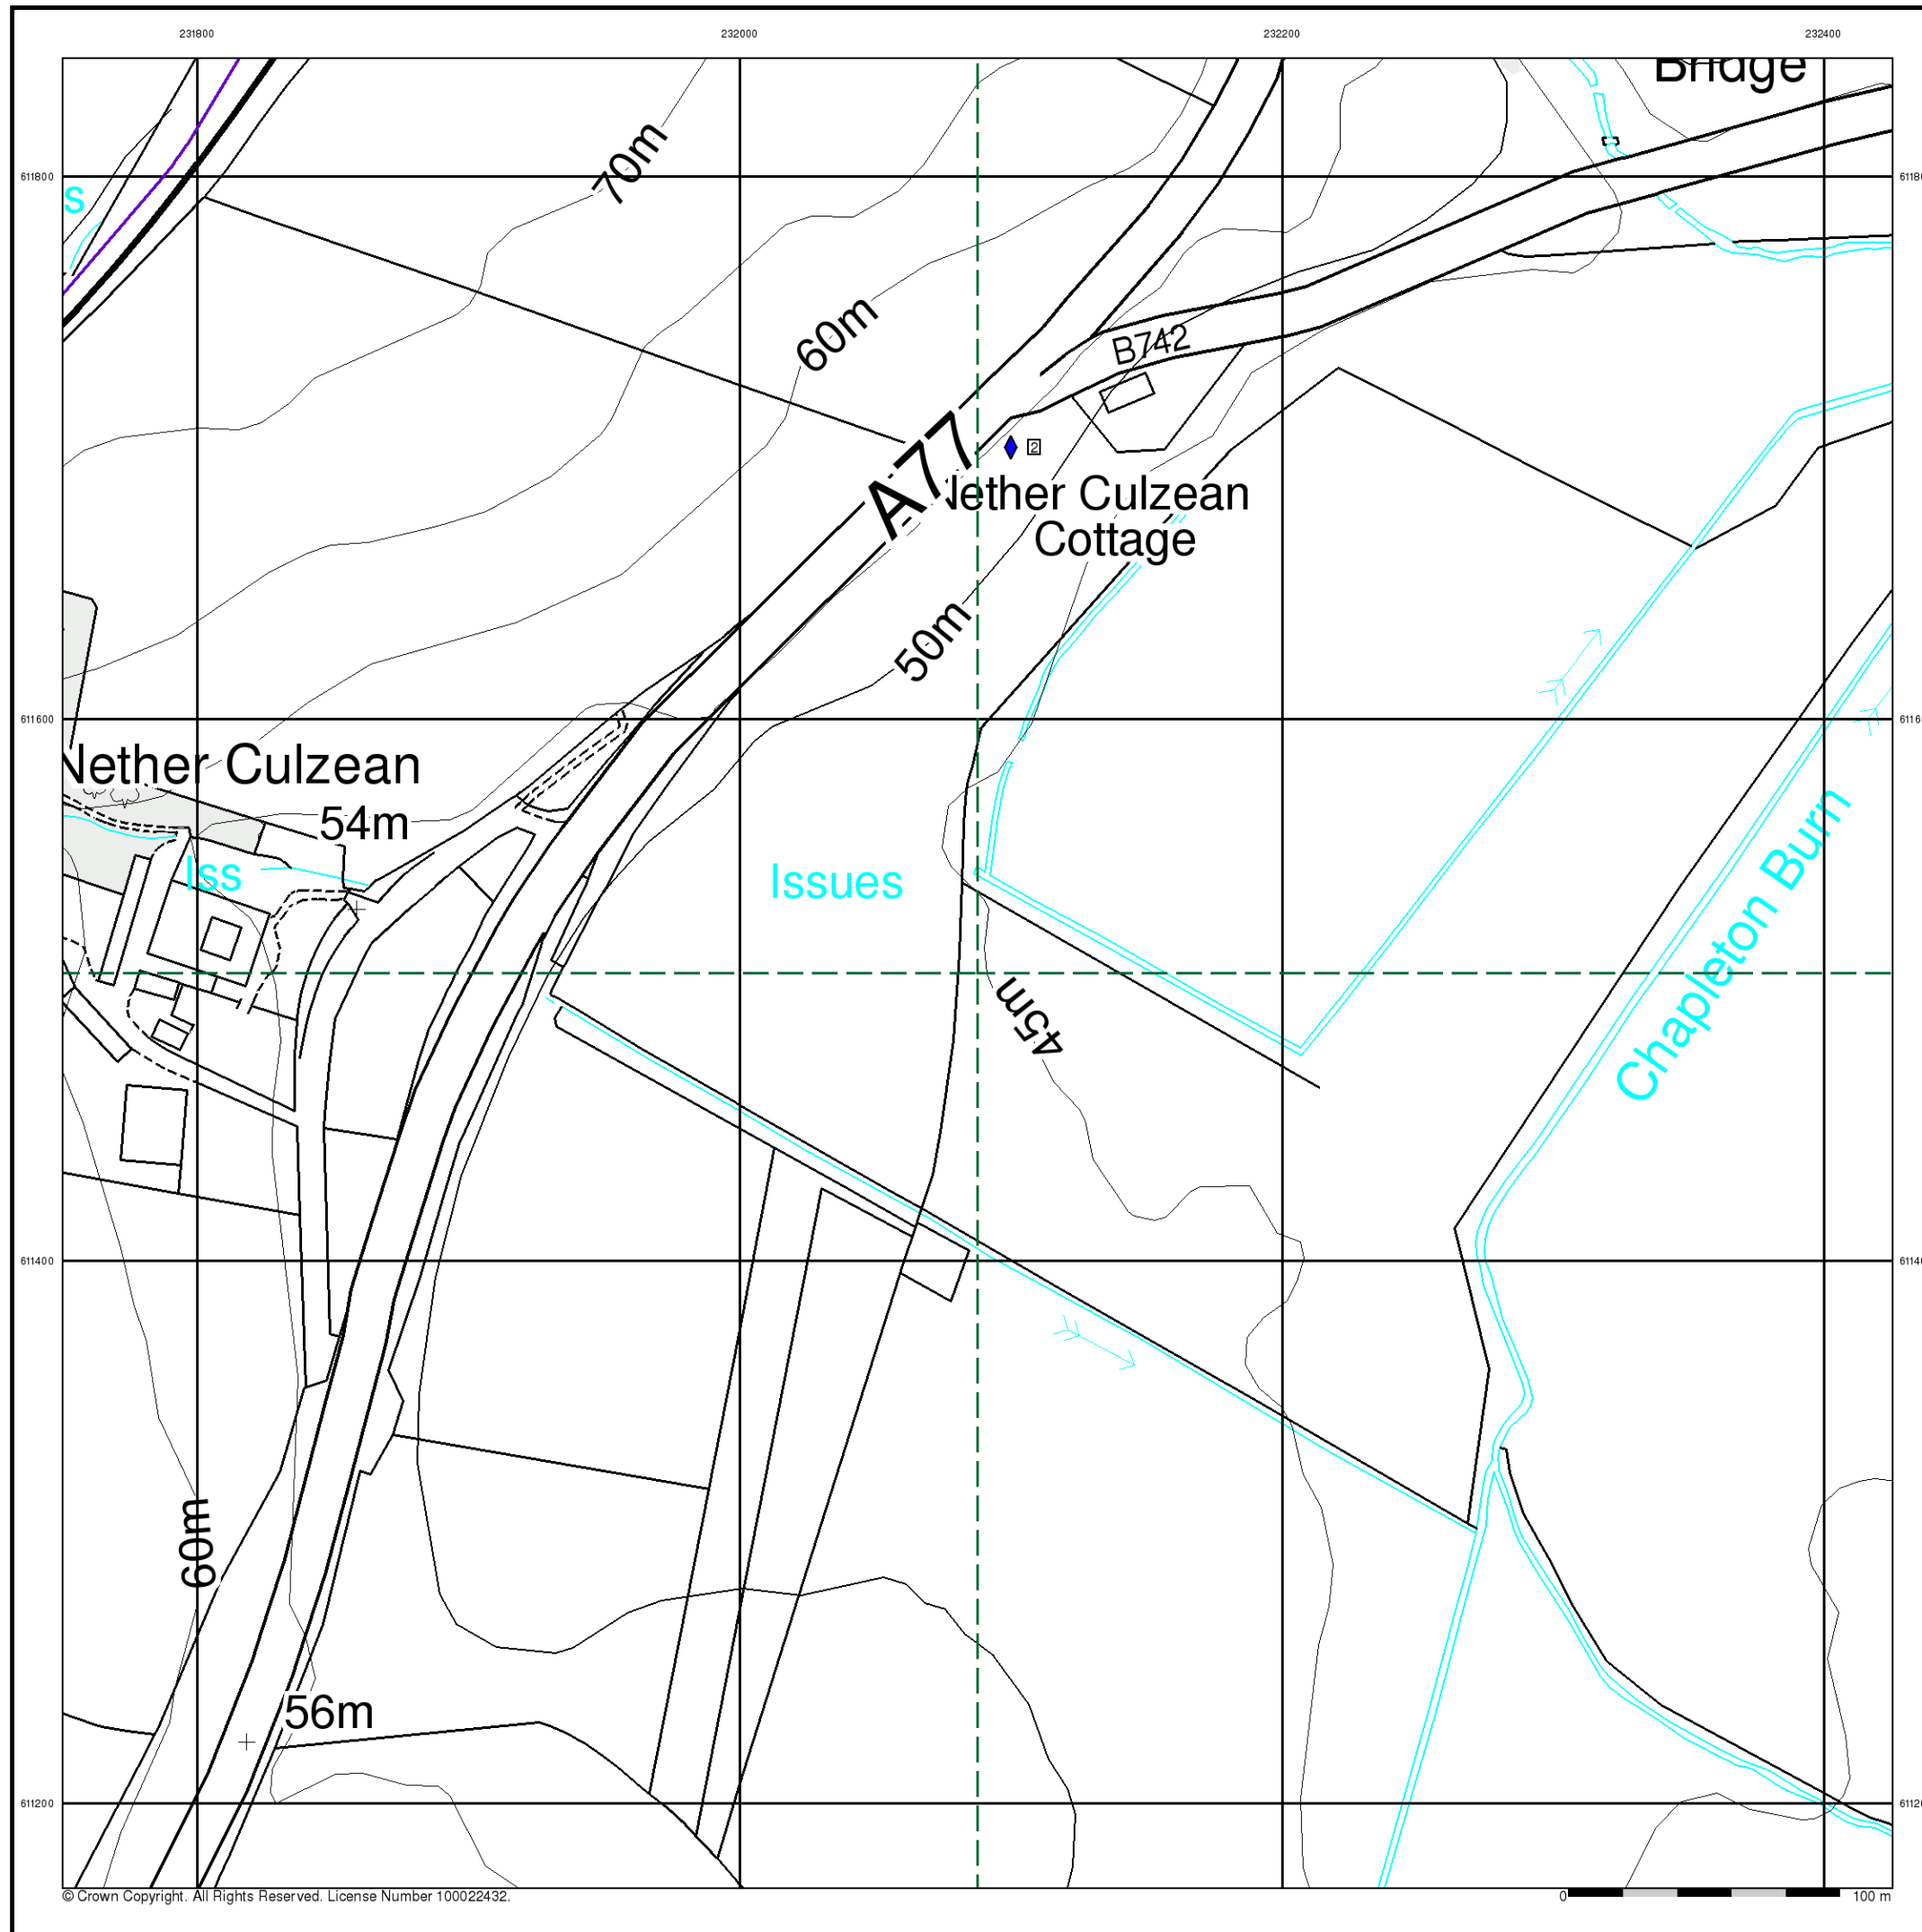 231800 232000 232200 232400
Bridge
611800
s
70m
60m
B742
A77
2
Nether Culzean
Cottage
50m
611600
Nether Culzean
54m
Iss
Issues
Chapleton Burn
45m
611400
60m
56m
611200
© Crown Copyright. All Rights Reserved. License Number 100022432.
0 100 m